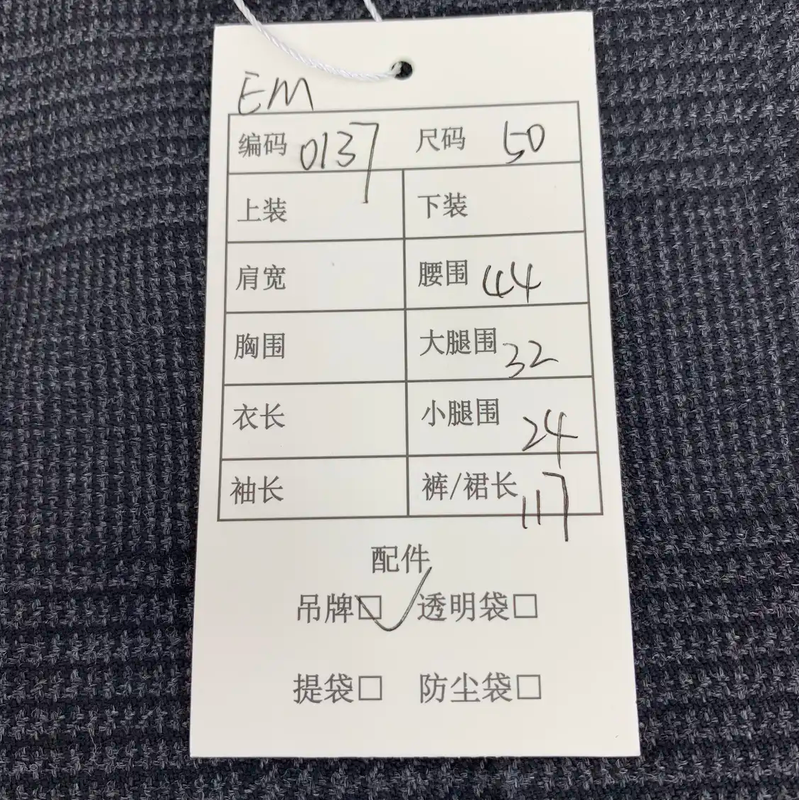 EM
编码 0137 尺码 50
上装 下装
肩宽 腰围 44
胸围 大腿围 32
衣长 小腿围 24
袖长 裤/裙长 117
配件
吊牌☑ 透明袋□
提袋□ 防尘袋□